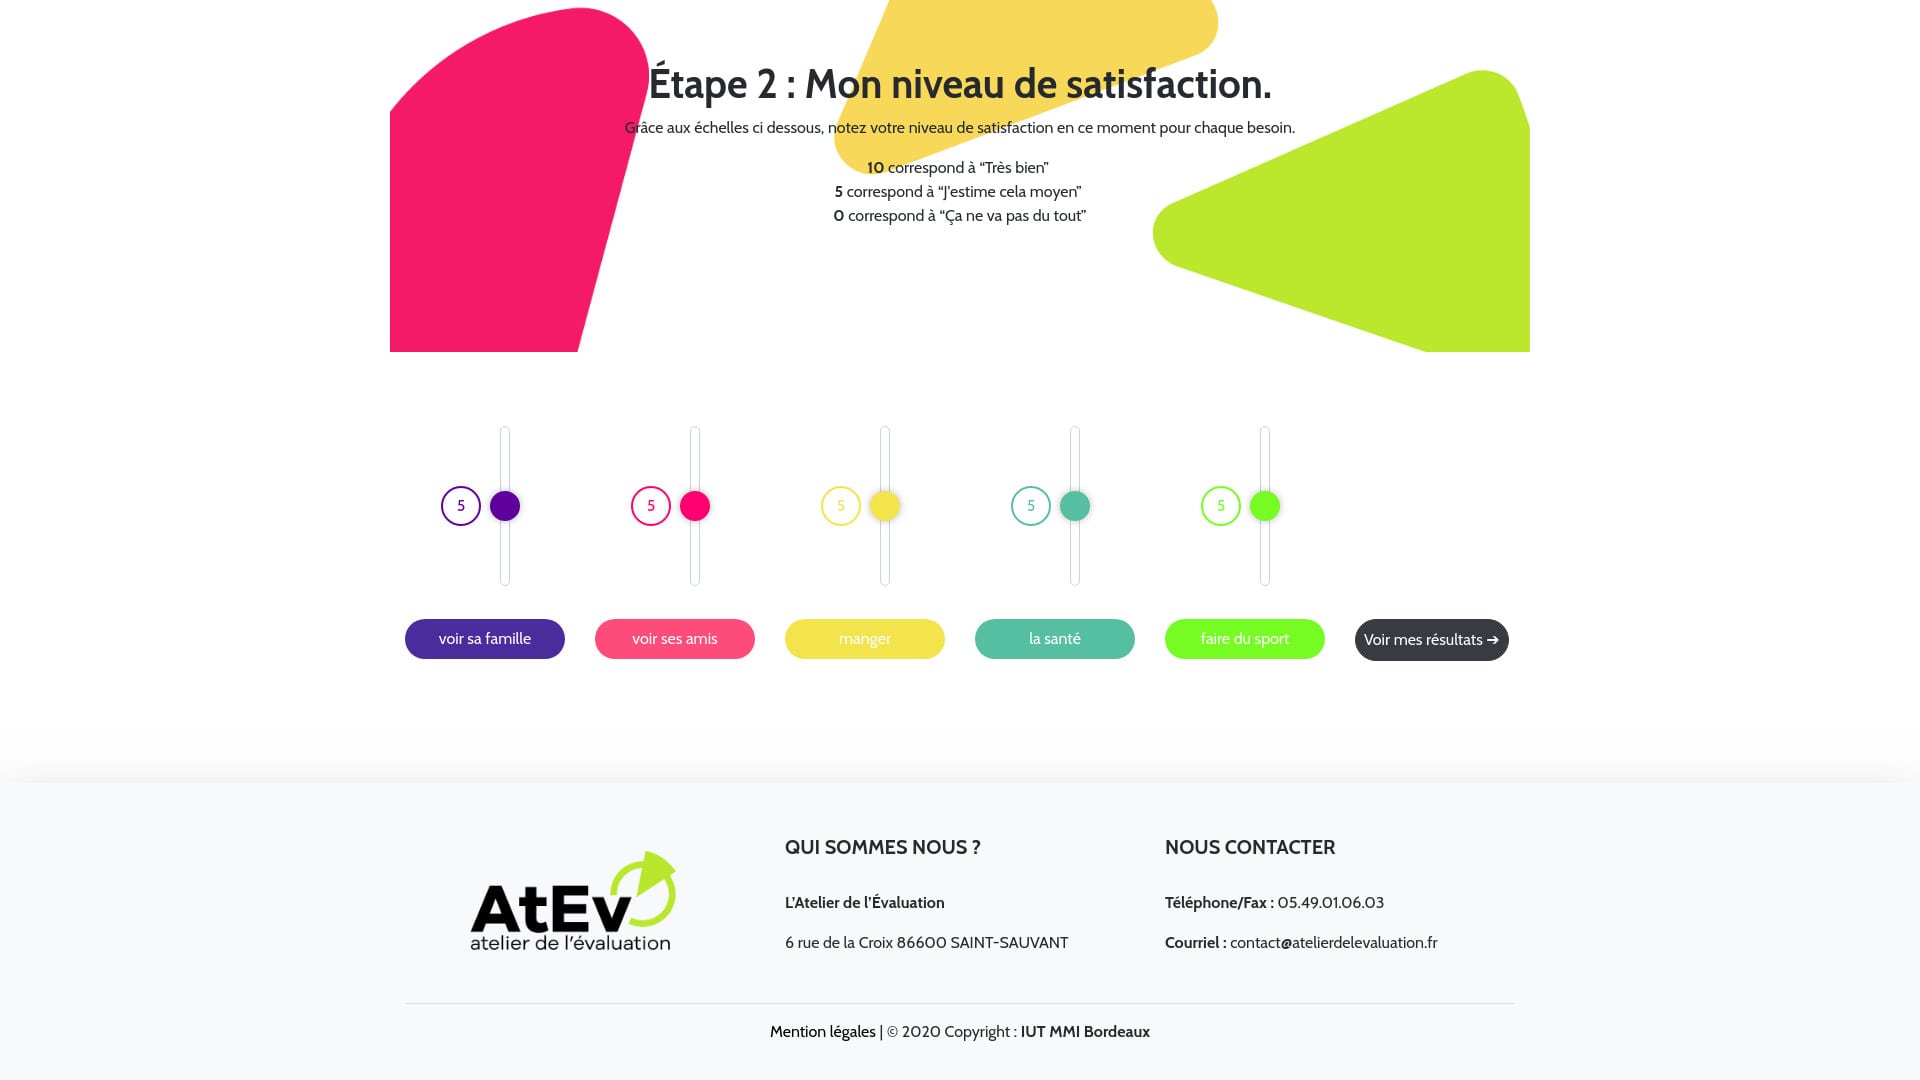 Étape 2 : Mon niveau de satisfaction.
Grâce aux échelles ci dessous, notez votre niveau de satisfaction en ce moment pour chaque besoin.
10 correspond à “Très bien”
5 correspond à “J'estime cela moyen”
0 correspond à “Ça ne va pas du tout”
5
5
5
5
5
voir sa famille
voir ses amis
manger
la santé
faire du sport
Voir mes résultats ➔
AtEv
atelier de l'évaluation
QUI SOMMES NOUS ?
L’Atelier de l’Évaluation
6 rue de la Croix 86600 SAINT-SAUVANT
NOUS CONTACTER
Téléphone/Fax : 05.49.01.06.03
Courriel : contact@atelierdelevaluation.fr
Mention légales | © 2020 Copyright : IUT MMI Bordeaux